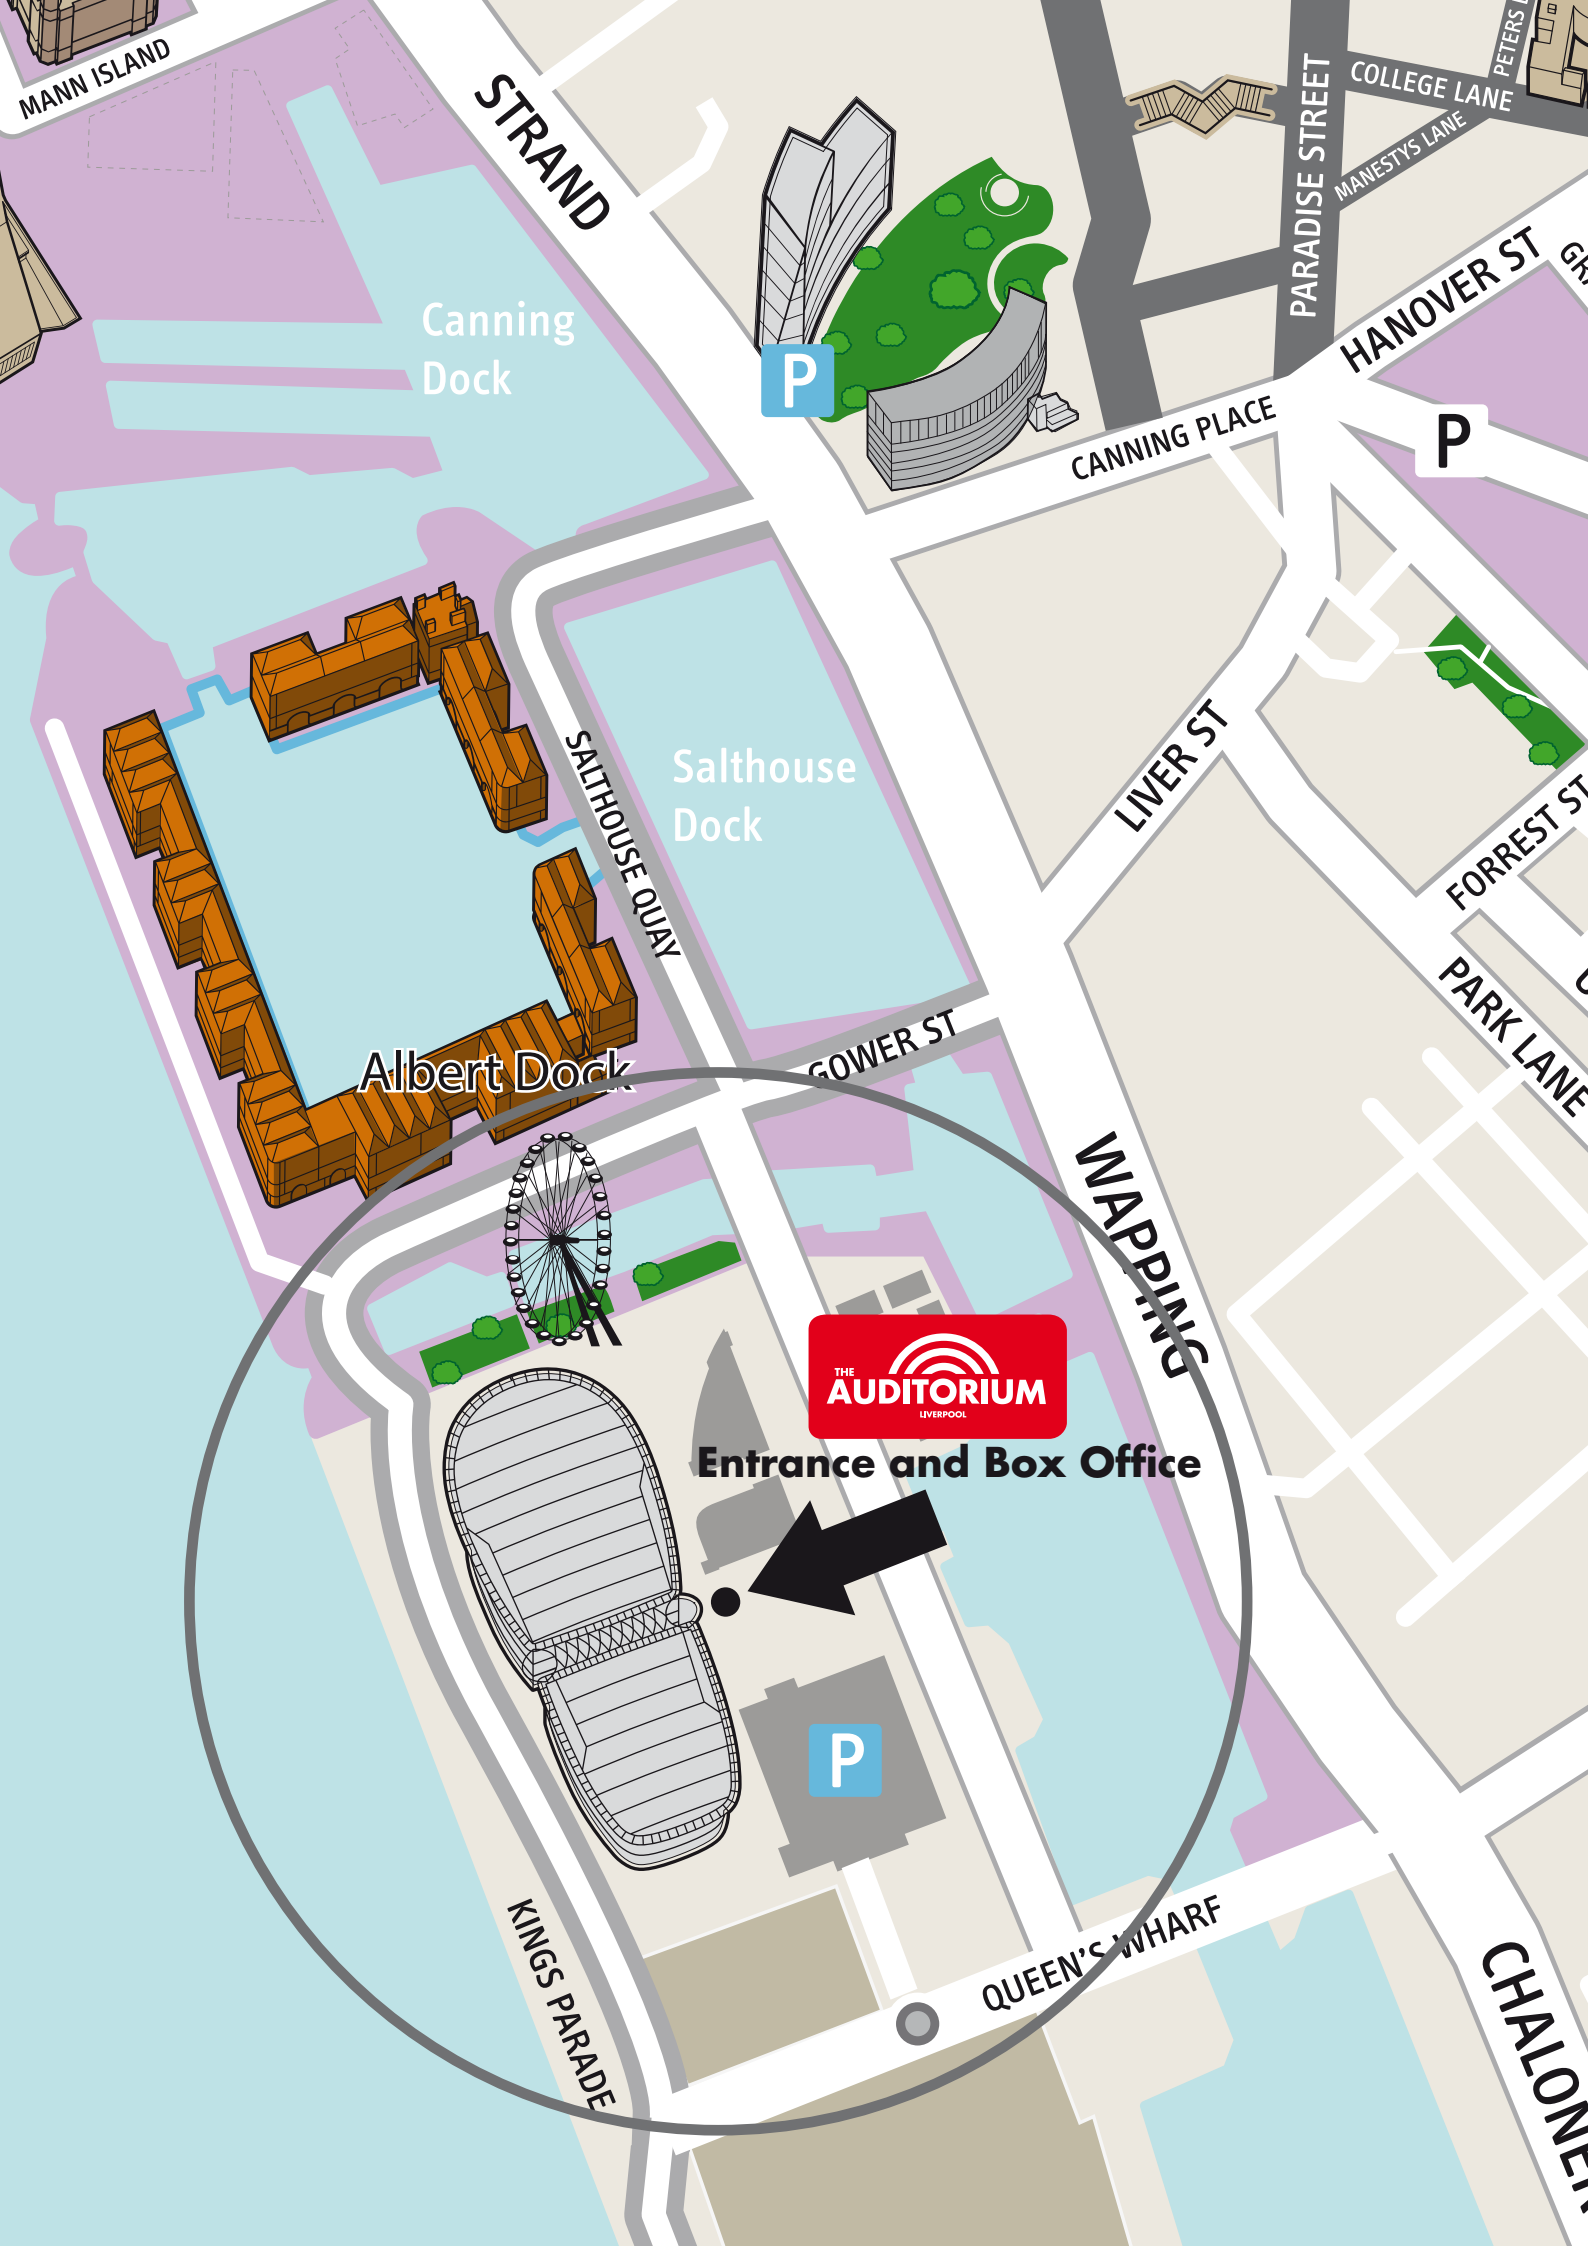 MANN ISLAND
STRAND
PETERS
COLLEGE LANE
MANESTYS LANE
PARADISE STREET
HANOVER ST
Canning
Dock
P
CANNING PLACE
P
Salthouse
Dock
SALTHOUSE QUAY
LIVER ST
FORREST ST
PARK LANE
Albert Dock
GOWER ST
WAPPING
THE
AUDITORIUM
LIVERPOOL
Entrance and Box Office
P
KINGS PARADE
QUEEN'S WHARF
CHALONER